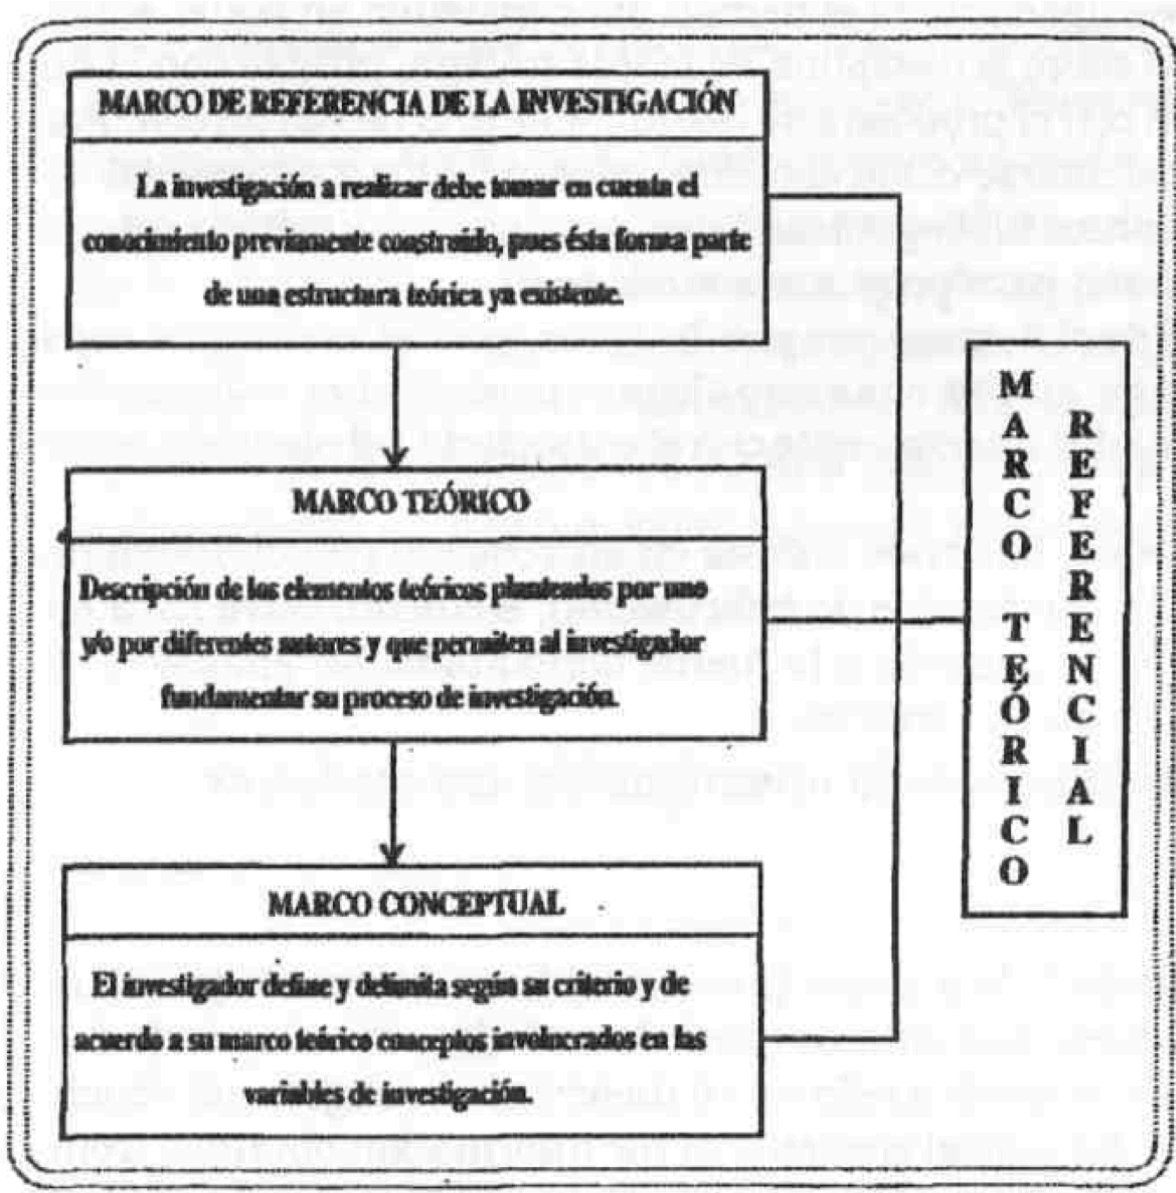 MARCO DE REFERENCIA DE LA INVESTIGACIÓN
La investigación a realizar debe tomar en cuenta el
conocimiento previamente construido, pues ésta forma parte
de una estructura teórica ya existente.
MARCO TEÓRICO
Descripción de los elementos teóricos planteados por uno
y/o por diferentes autores y que permiten al investigador
fundamentar su proceso de investigación.
MARCO CONCEPTUAL
El investigador define y delimita según su criterio y de
acuerdo a su marco teórico conceptos involucrados en las
variables de investigación.
MARCO TEÓRICO
REFERENCIAL